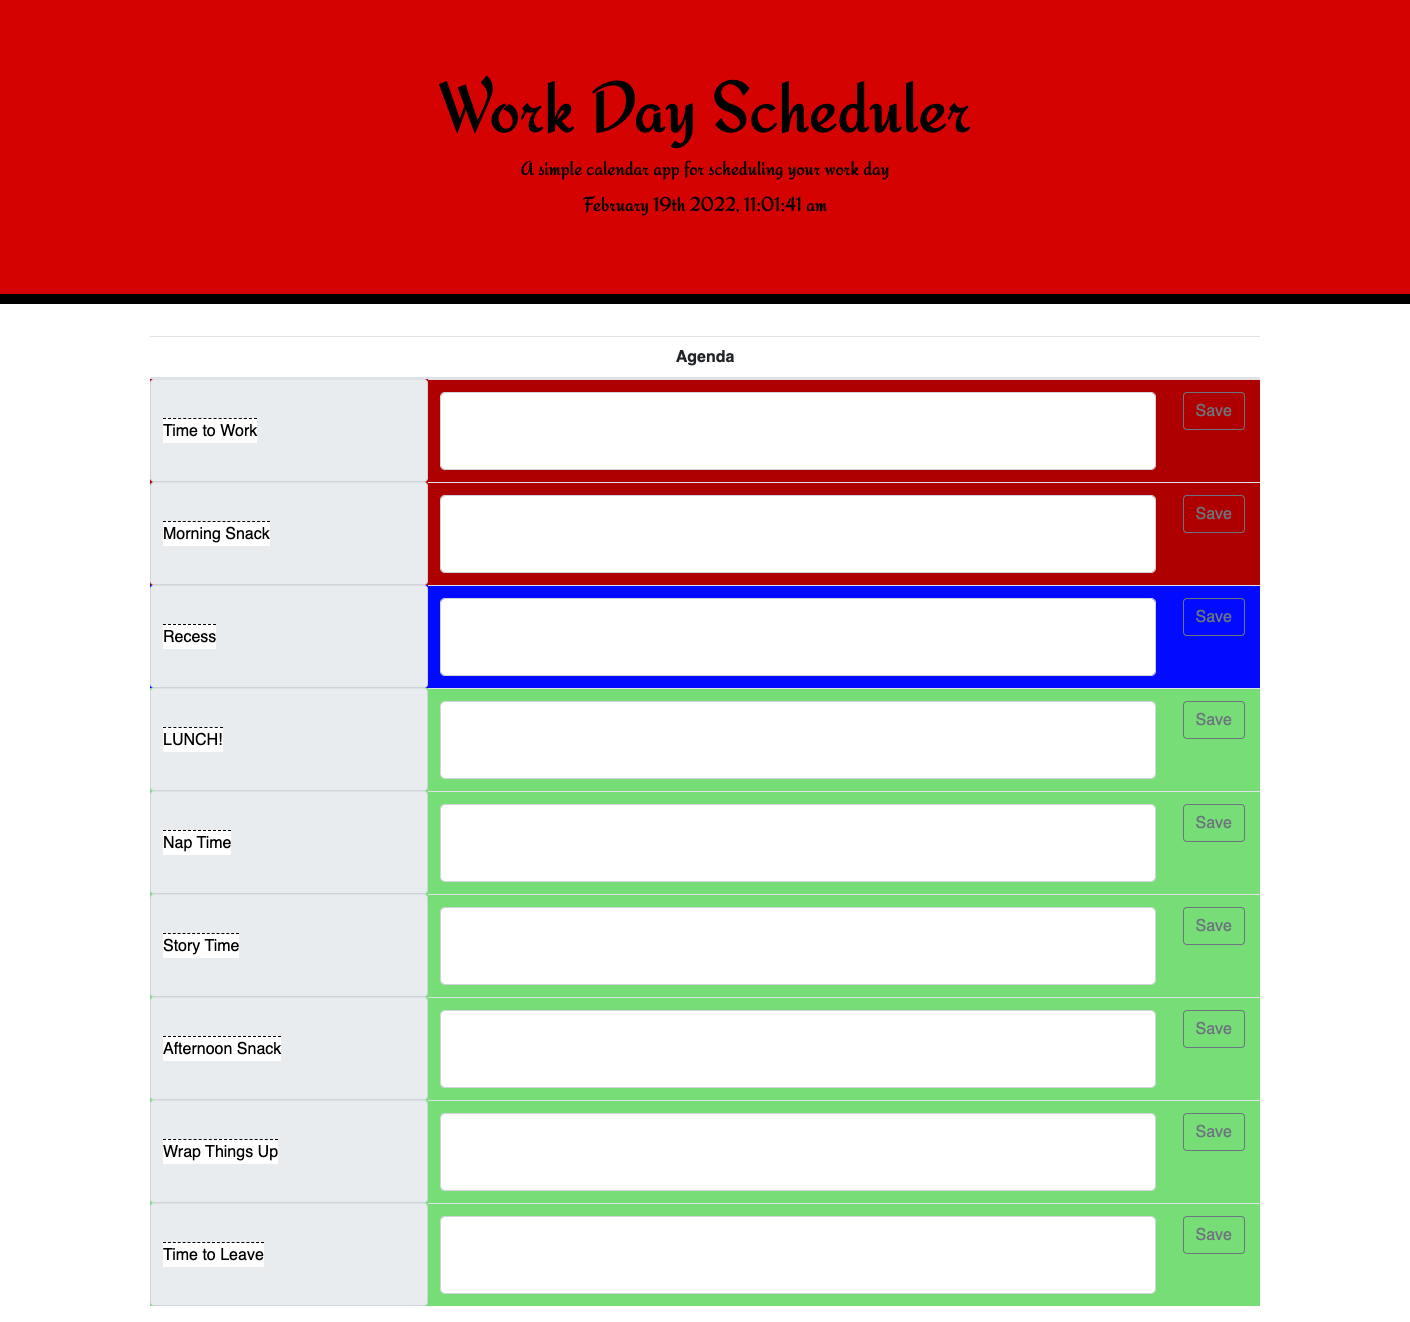 Work Day Scheduler
A simple calendar app for scheduling your work day
February 19th 2022, 11:01:41 am
Agenda
Time to Work
Save
Morning Snack
Save
Recess
Save
LUNCH!
Save
Nap Time
Save
Story Time
Save
Afternoon Snack
Save
Wrap Things Up
Save
Time to Leave
Save